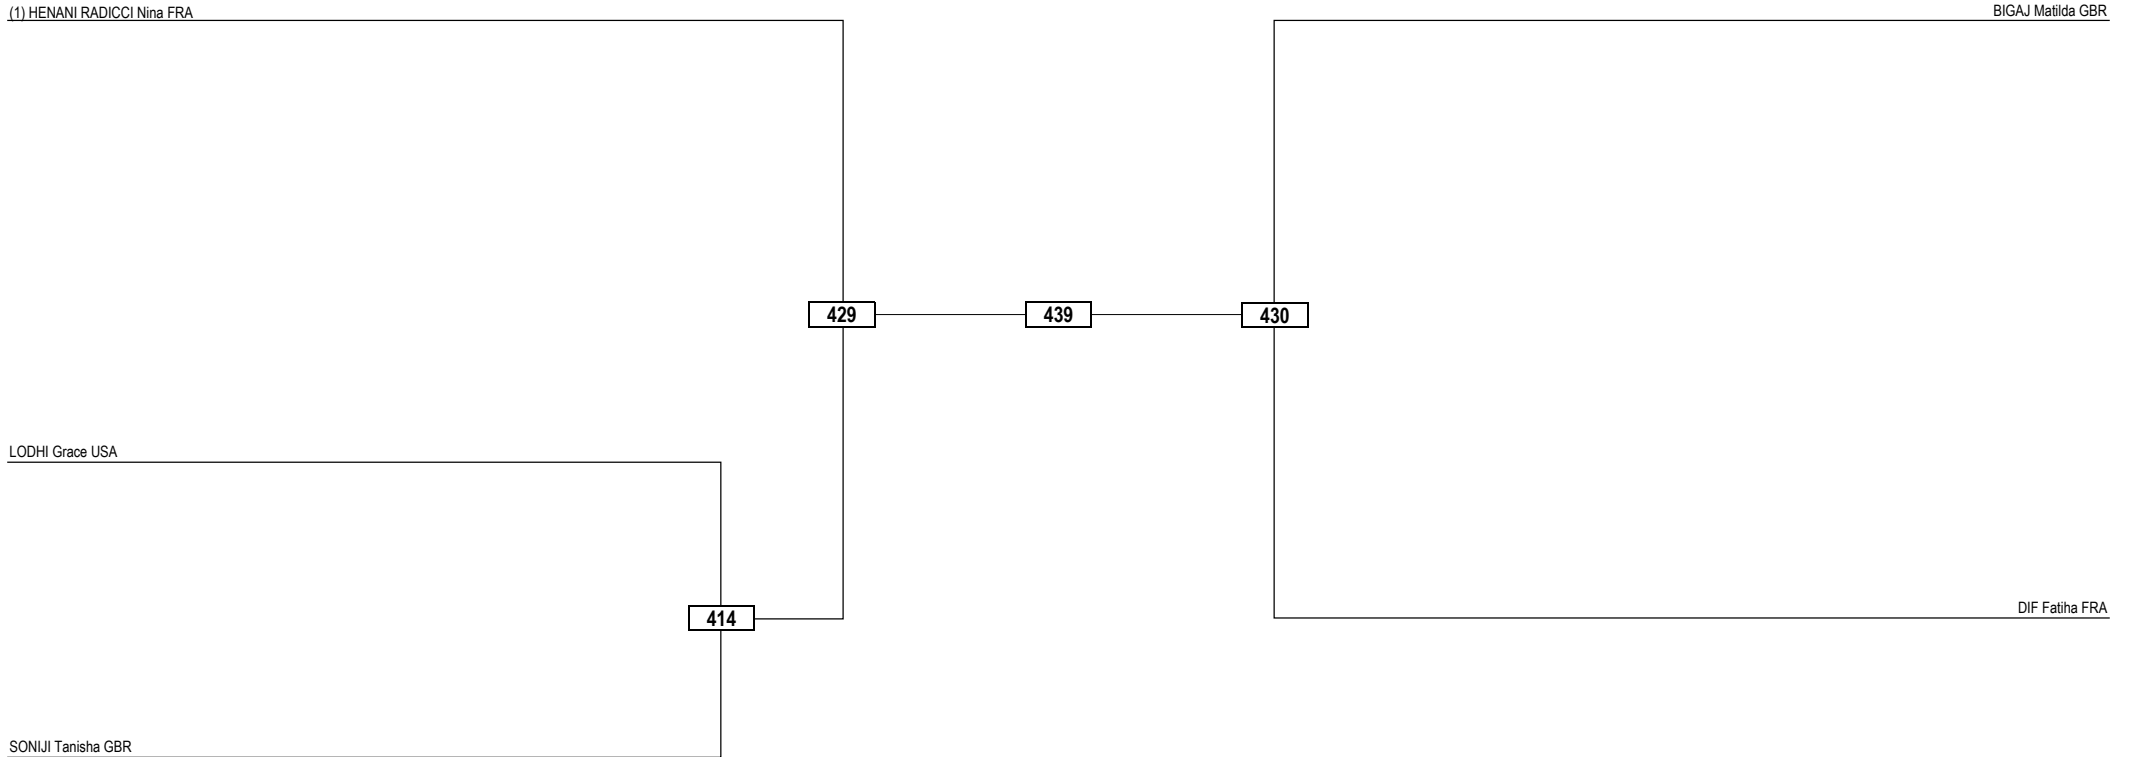 (1) HENANI RADICCI Nina FRA
BIGAJ Matilda GBR
429
439
430
LODHI Grace USA
DIF Fatiha FRA
414
SONIJI Tanisha GBR